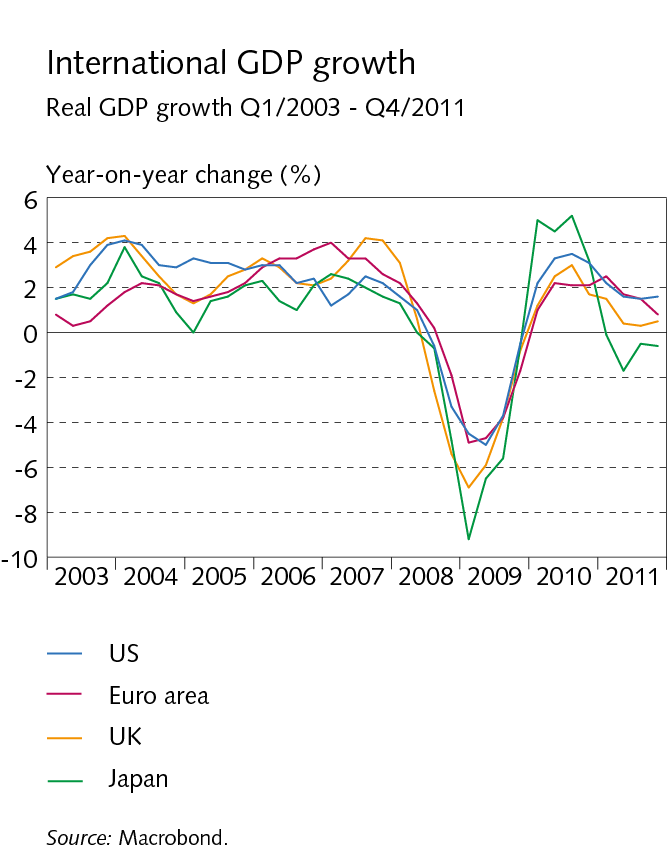 International GDP growth
Real GDP growth Q1/2003 - Q4/2011
Year-on-year change (%)
6
4
2
0
-2
-4
-6
-8
-10
2003 2004 2005 2006 2007 2008 2009 2010 2011
US
Euro area
UK
Japan
Source: Macrobond.